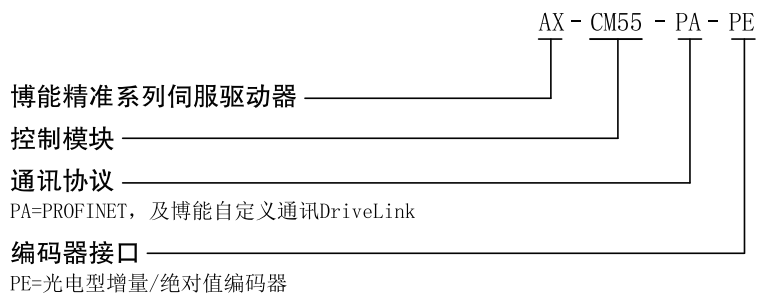 AX-CM55-PA-PE
博能精准系列伺服驱动器
控制模块
通讯协议
PA=PROFINET，及博能自定义通讯DriveLink
编码器接口
PE=光电型增量/绝对值编码器